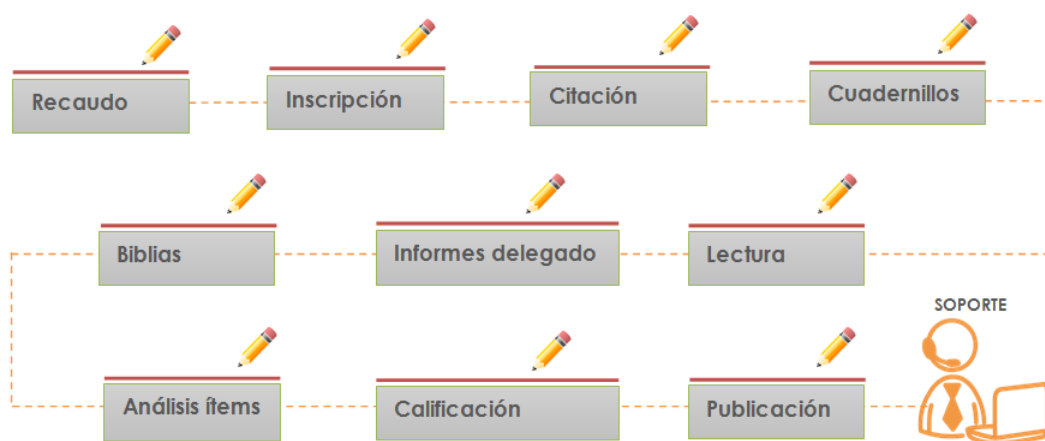 Recaudo
Inscripción
Citación
Cuadernillos
Biblias
Informes delegado
Lectura
SOPORTE
Análisis ítems
Calificación
Publicación